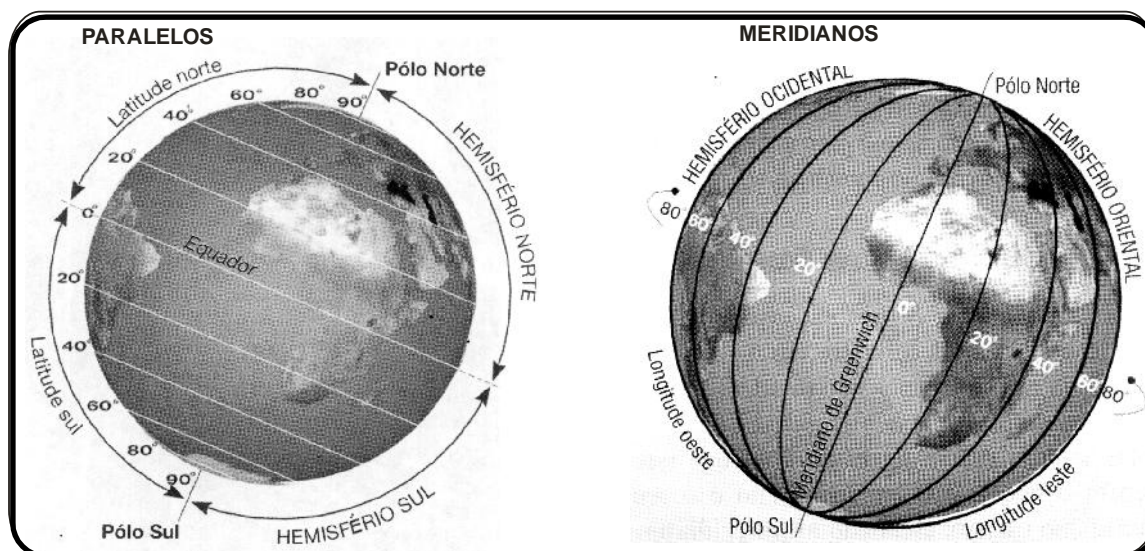 PARALELOS
Latitude norte
Pólo Norte
90°
80°
60°
40°
20°
0°
20°
40°
60°
80°
90°
Equador
HEMISFÉRIO NORTE
Latitude sul
HEMISFÉRIO SUL
Pólo Sul
MERIDIANOS
HEMISFÉRIO OCIDENTAL
Pólo Norte
HEMISFÉRIO ORIENTAL
80°
60°
40°
20°
0°
20°
40°
60°
80°
Meridiano de Greenwich
Longitude oeste
Longitude leste
Pólo Sul